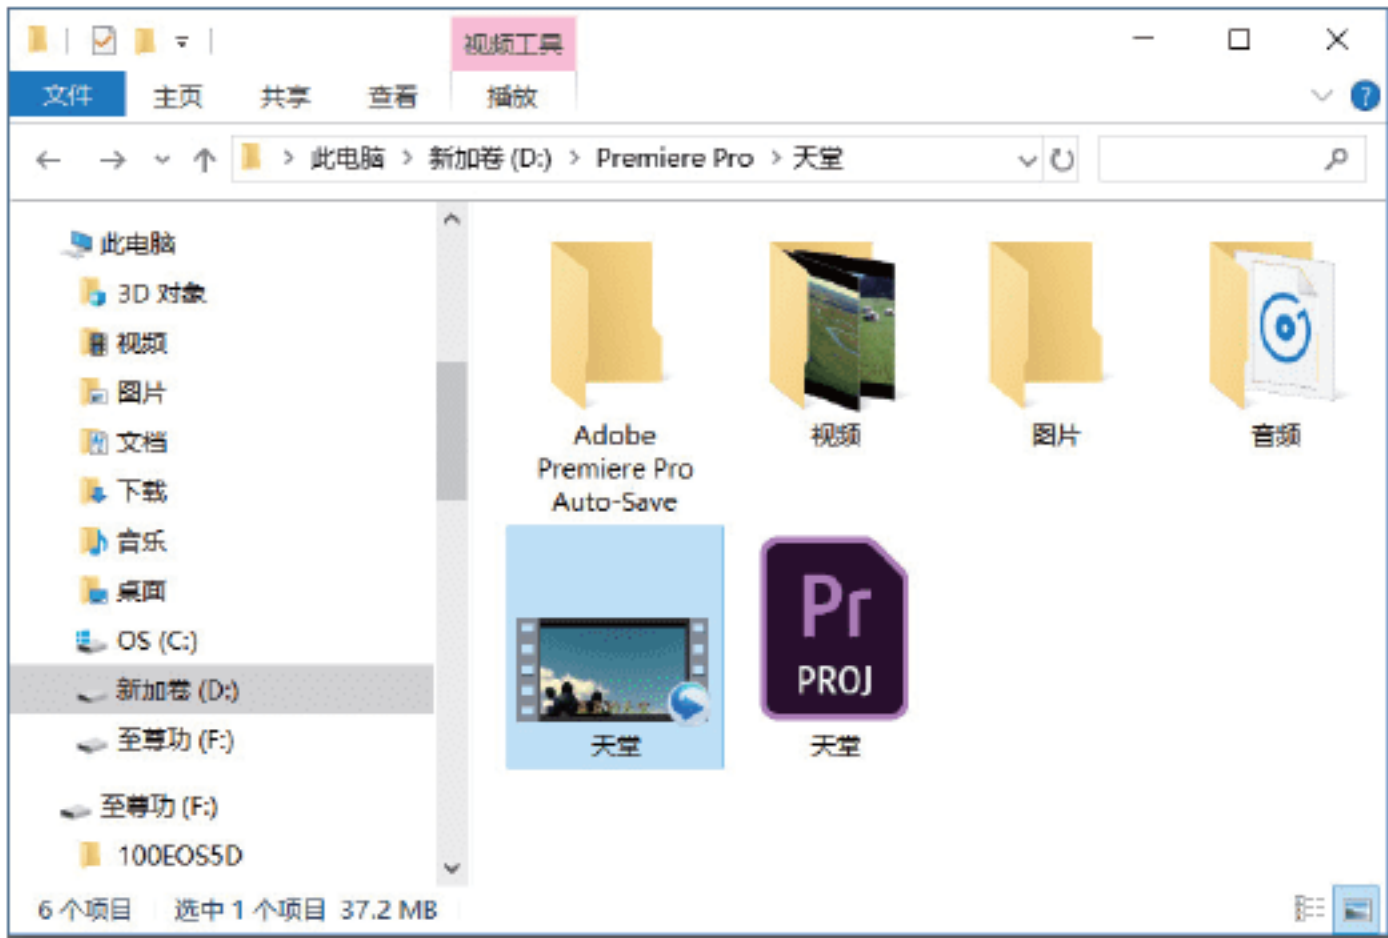 视频工具
文件 主页 共享 查看 播放
此电脑 新加卷 (D:) Premiere Pro 天堂
此电脑
3D 对象
视频
图片
文档
下载
音乐
桌面
OS (C:)
新加卷 (D:)
至尊功 (F:)
至尊功 (F:)
100EOS5D
Adobe
Premiere Pro
Auto-Save
视频
图片
音频
Pr
PROJ
天堂
天堂
6 个项目 选中 1 个项目 37.2 MB